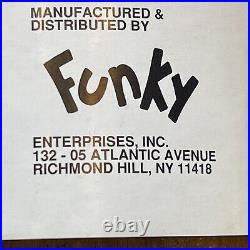 MANUFACTURED &
DISTRIBUTED BY
Funky
ENTERPRISES, INC.
132 - 05 ATLANTIC AVENUE
RICHMOND HILL, NY 11418